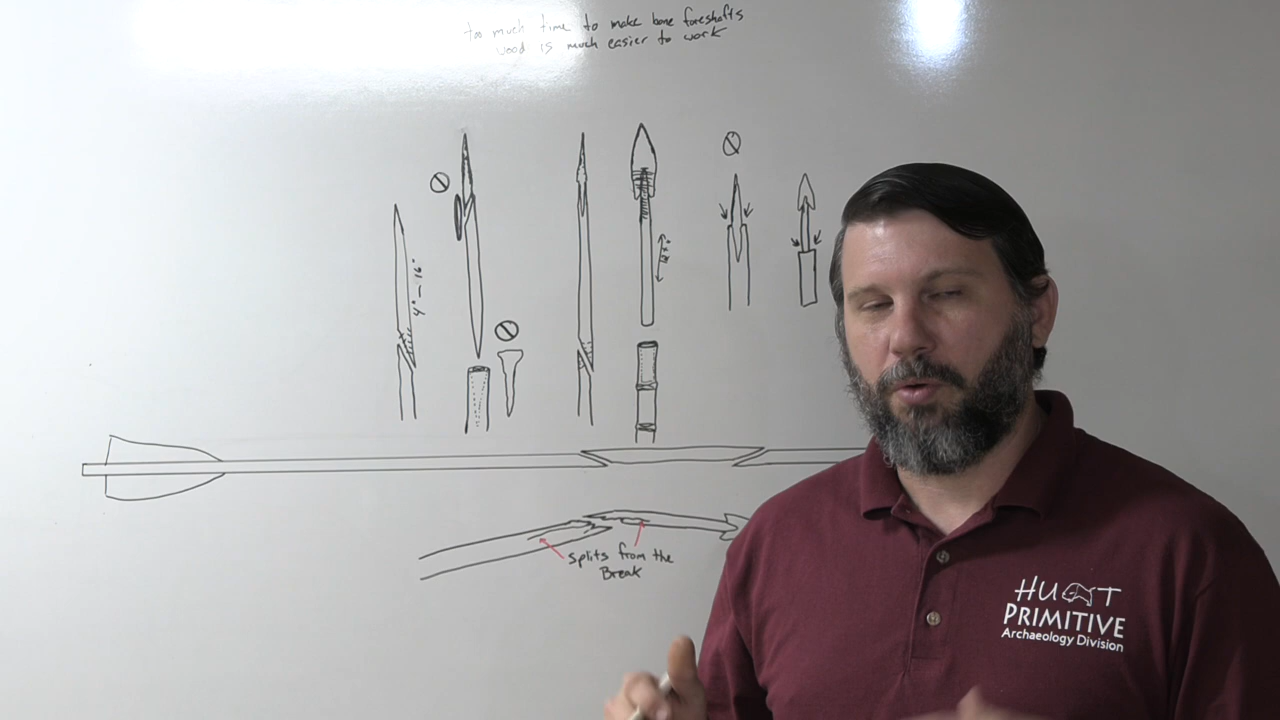 too much time to make bone foreshafts
wood is much easier to work
4"—16"
splits from the
Break
HUNT
PRIMITIVE
Archaeology Division